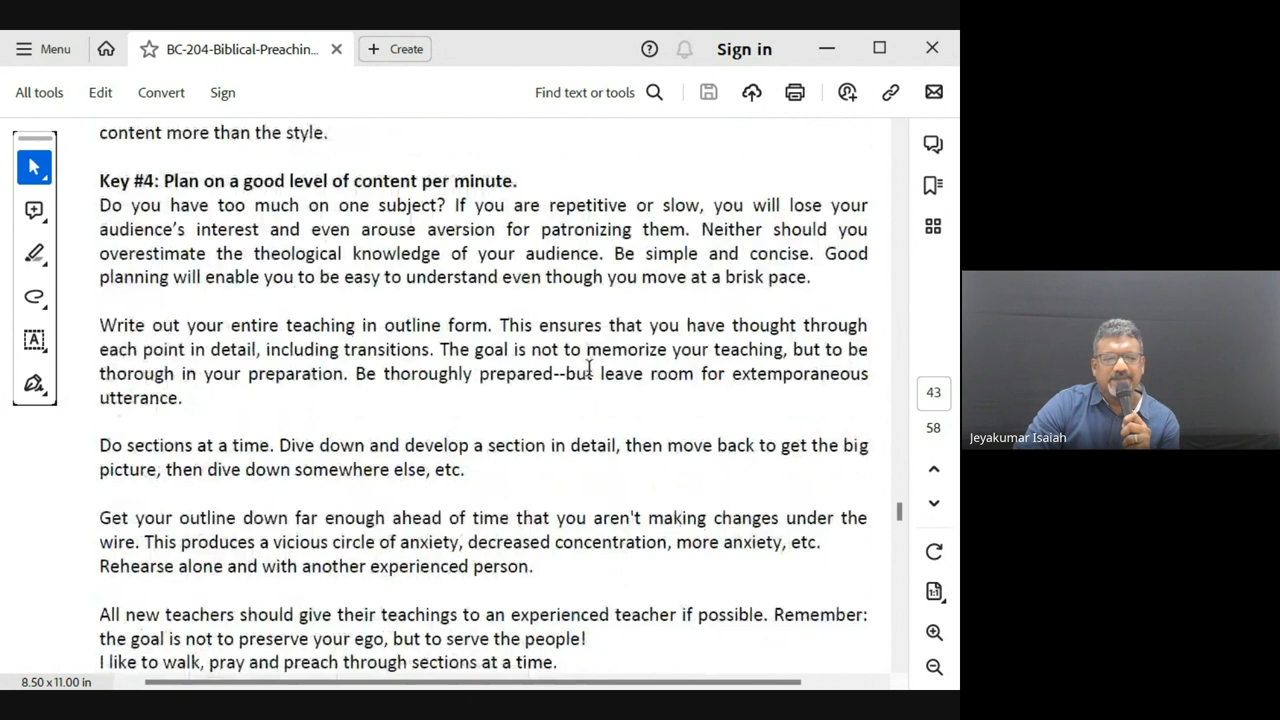 Menu
BC-204-Biblical-Preachin...
Create
Sign in
All tools
Edit
Convert
Sign
Find text or tools
content more than the style.
Key #4: Plan on a good level of content per minute.
Do you have too much on one subject? If you are repetitive or slow, you will lose your
audience's interest and even arouse aversion for patronizing them. Neither should you
overestimate the theological knowledge of your audience. Be simple and concise. Good
planning will enable you to be easy to understand even though you move at a brisk pace.
Write out your entire teaching in outline form. This ensures that you have thought through
each point in detail, including transitions. The goal is not to memorize your teaching, but to be
thorough in your preparation. Be thoroughly prepared--but leave room for extemporaneous
utterance.
Do sections at a time. Dive down and develop a section in detail, then move back to get the big
picture, then dive down somewhere else, etc.
Get your outline down far enough ahead of time that you aren't making changes under the
wire. This produces a vicious circle of anxiety, decreased concentration, more anxiety, etc.
Rehearse alone and with another experienced person.
All new teachers should give their teachings to an experienced teacher if possible. Remember:
the goal is not to preserve your ego, but to serve the people!
I like to walk, pray and preach through sections at a time.
43
58
1:1
8.50 x 11.00 in
Jeyakumar Isaiah